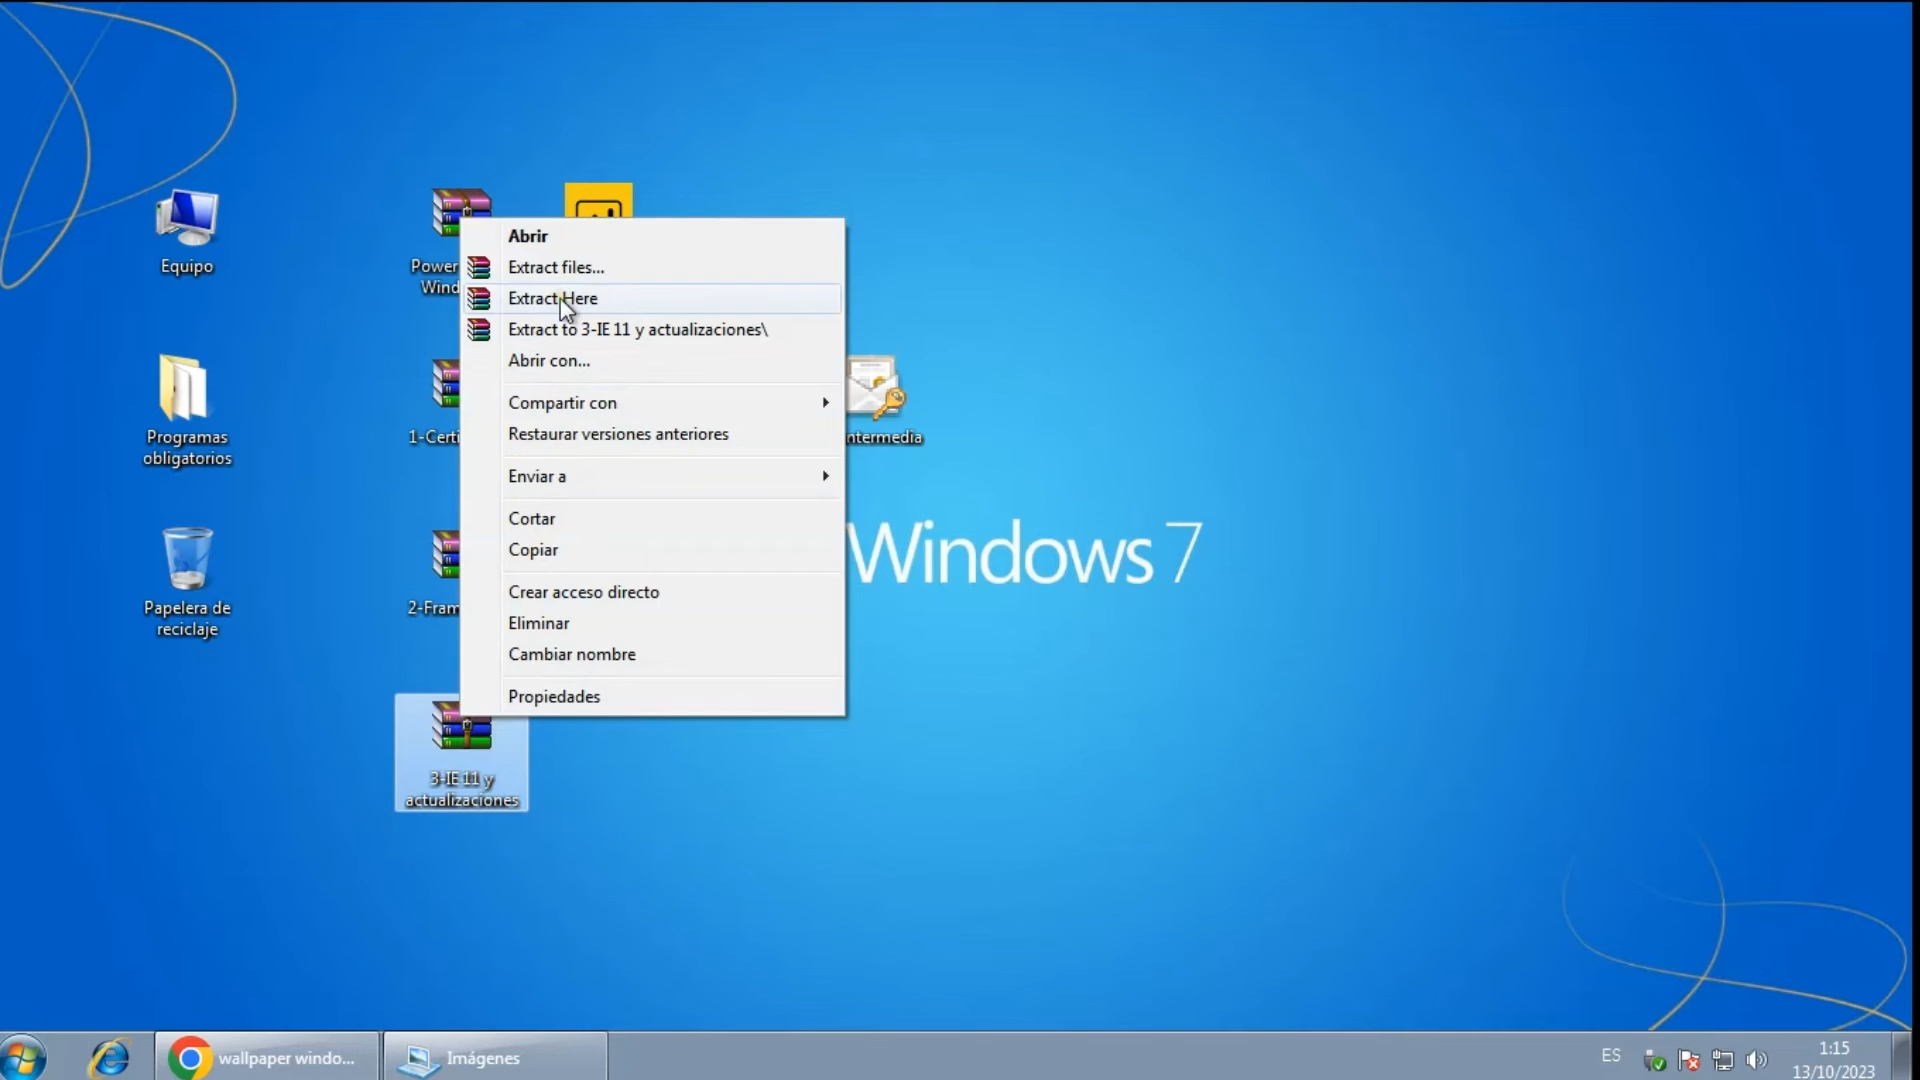 Equipo
Programas
obligatorios
Papelera de
reciclaje
Power
Wind
1-Certi
2-Fram
3-IE 11 y
actualizaciones
Abrir
Extract files...
Extract Here
Extract to 3-IE 11 y actualizaciones\
Abrir con...
Compartir con
Restaurar versiones anteriores
Enviar a
Cortar
Copiar
Crear acceso directo
Eliminar
Cambiar nombre
Propiedades
ntermedia
Windows 7
wallpaper windo...
Imágenes
ES
1:15
13/10/2023